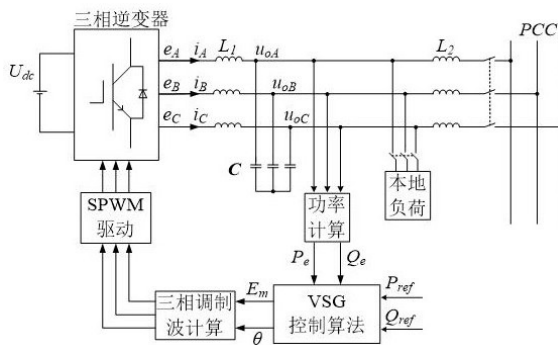 三相逆变器
PCC
e_A i_A L_1 u_oA L_2
U_dc
e_B i_B u_oB
e_C i_C u_oC
C
本地
负荷
SPWM
驱动
功率
计算
P_e Q_e
三相调制
波计算
E_m
θ
VSG
控制算法
P_ref
Q_ref